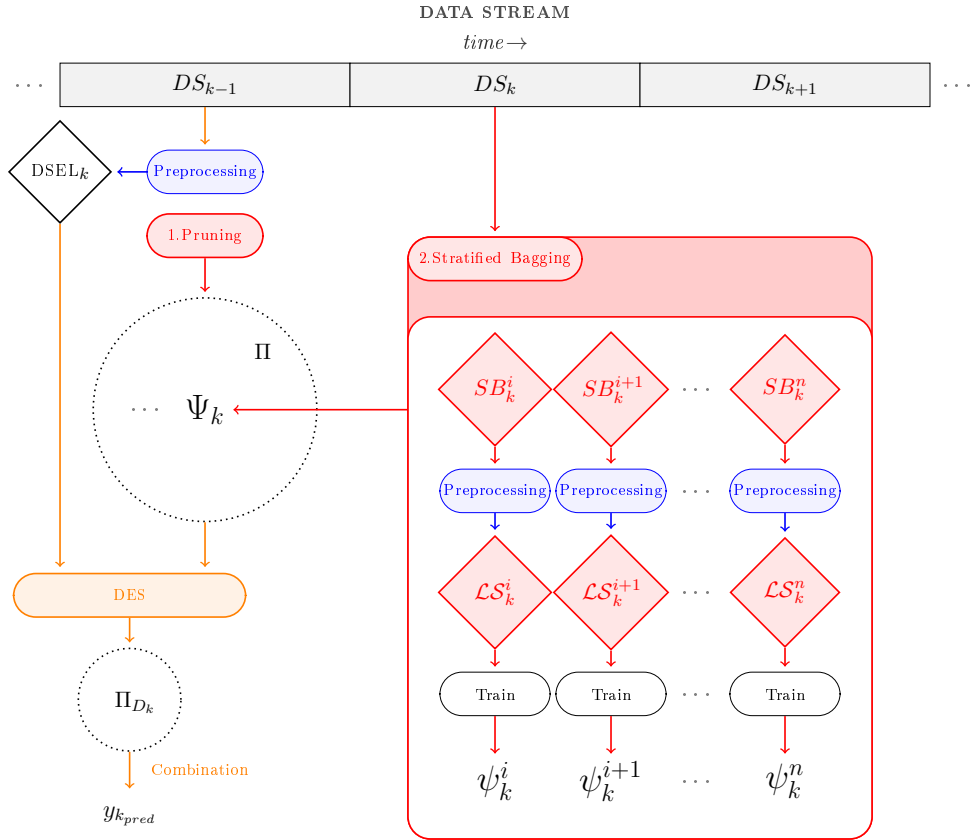 DATA STREAM
time→
··· DS_{k−1} DS_k DS_{k+1} ···
DSEL_k
Preprocessing
1.Pruning
2.Stratified Bagging
Π
··· Ψ_k
SB_k^i SB_k^{i+1} ··· SB_k^n
Preprocessing Preprocessing ··· Preprocessing
DES
ℒ𝒮_k^i ℒ𝒮_k^{i+1} ··· ℒ𝒮_k^n
Π_{D_k}
Train Train ··· Train
Combination
ψ_k^i ψ_k^{i+1} ··· ψ_k^n
y_{k_{pred}}